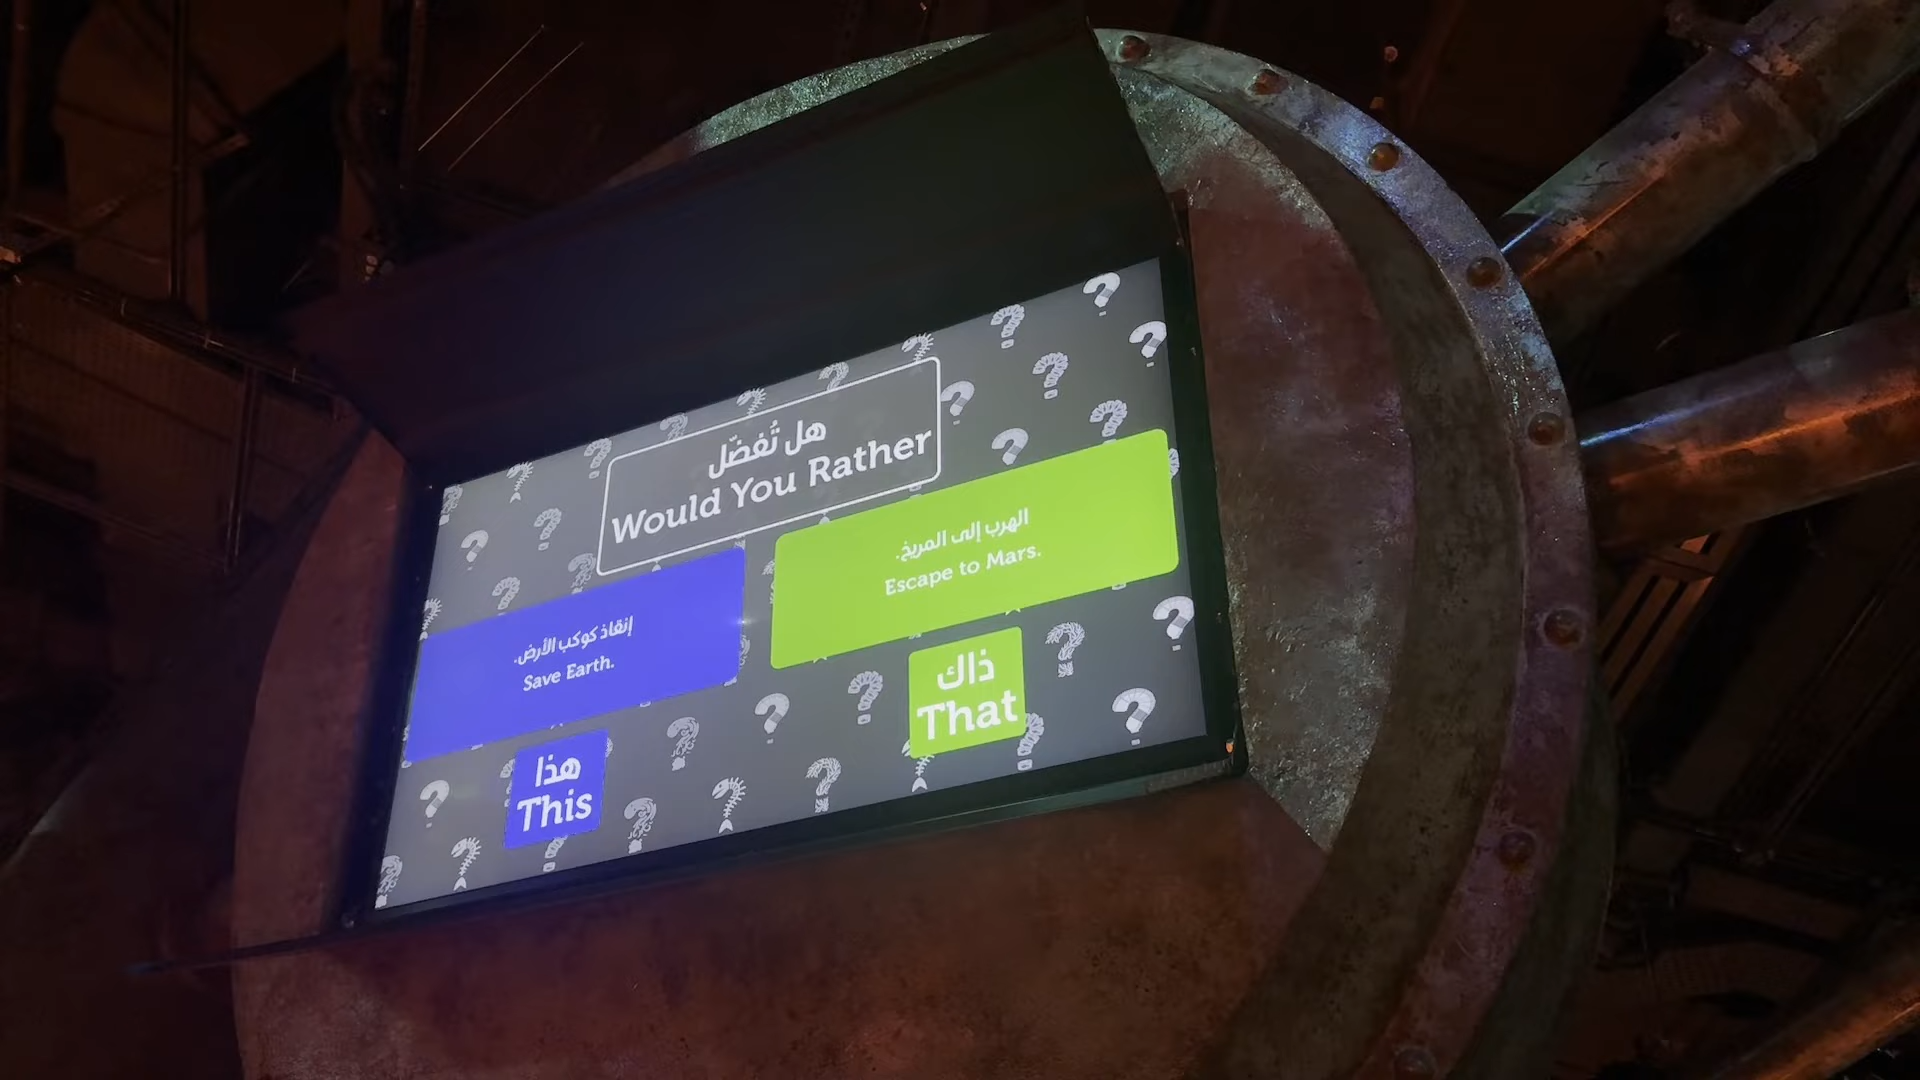 هل تُفضّل
Would You Rather
إنقاذ كوكب الأرض.
Save Earth.
هذا
This
الهرب إلى المريخ.
Escape to Mars.
ذاك
That